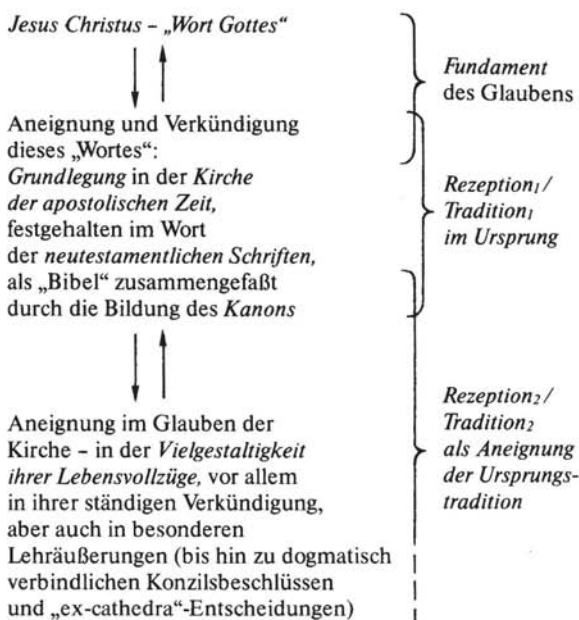 Jesus Christus – „Wort Gottes“
Fundament
des Glaubens
Aneignung und Verkündigung
dieses „Wortes“:
Grundlegung in der Kirche
der apostolischen Zeit,
festgehalten im Wort
der neutestamentlichen Schriften,
als „Bibel“ zusammengefaßt
durch die Bildung des Kanons
Rezeption₁/
Tradition₁
im Ursprung
Aneignung im Glauben der
Kirche – in der Vielgestaltigkeit
ihrer Lebensvollzüge, vor allem
in ihrer ständigen Verkündigung,
aber auch in besonderen
Lehräußerungen (bis hin zu dogmatisch
verbindlichen Konzilsbeschlüssen
und „ex-cathedra“-Entscheidungen)
Rezeption₂/
Tradition₂
als Aneignung
der Ursprungs-
tradition